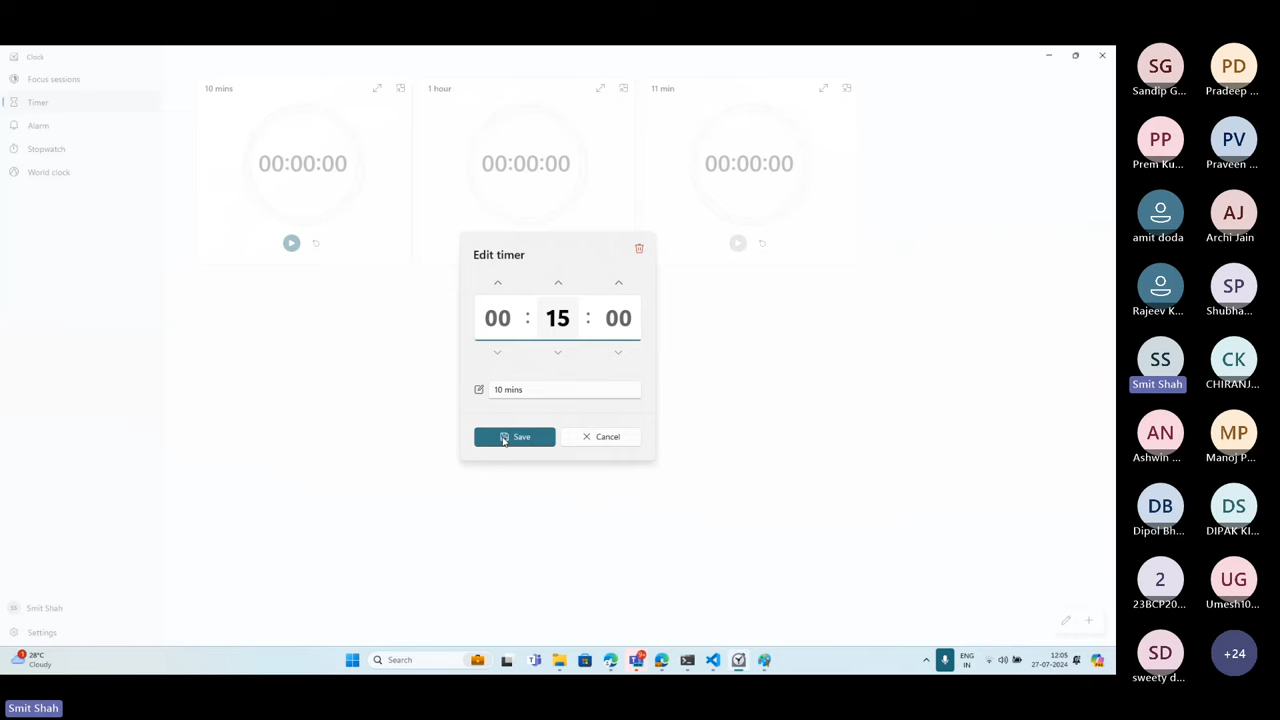 Clock
Focus sessions
Timer
Alarm
Stopwatch
World clock
10 mins
00:00:00
1 hour
00:00:00
11 min
00:00:00
Edit timer
00 : 15 : 00
10 mins
Save
Cancel
SS Smit Shah
Settings
1
28°C
Cloudy
Search
9+
ENG
IN
12:05
27-07-2024
SG
Sandip G...
PD
Pradeep ...
PP
Prem Ku...
PV
Praveen ...
amit doda
AJ
Archi Jain
Rajeev K...
SP
Shubha...
SS
Smit Shah
CK
CHIRANJ...
AN
Ashwin ...
MP
Manoj P...
DB
Dipol Bh...
DS
DIPAK KI...
2
23BCP20...
UG
Umesh10...
SD
sweety d...
+24
Smit Shah